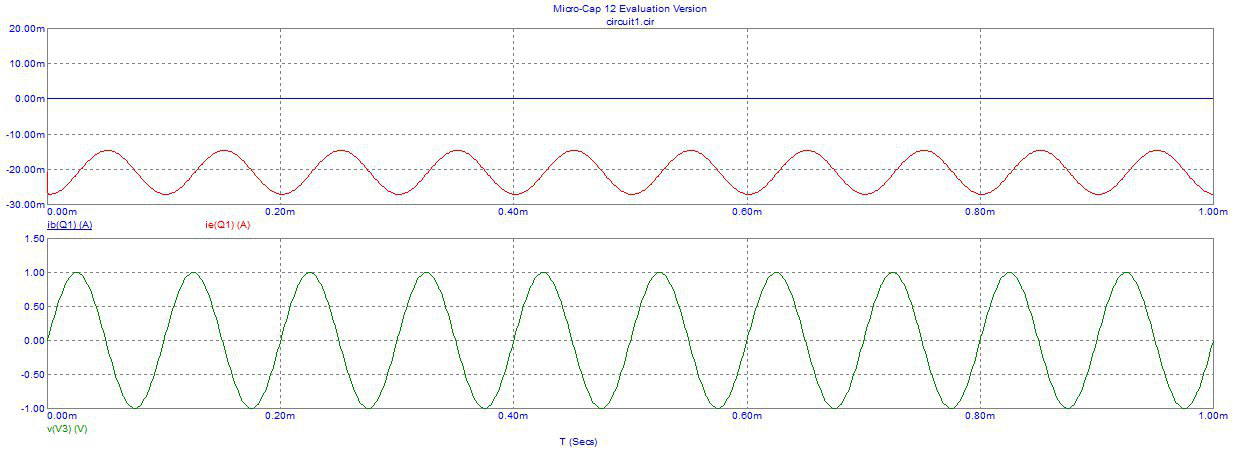 Micro-Cap 12 Evaluation Version
circuit1.cir
20.00m
10.00m
0.00m
-10.00m
-20.00m
-30.00m
0.00m 0.20m 0.40m 0.60m 0.80m 1.00m
ib(Q1) (A) ie(Q1) (A)
1.50
1.00
0.50
0.00
-0.50
-1.00
0.00m 0.20m 0.40m 0.60m 0.80m 1.00m
v(V3) (V)
T (Secs)